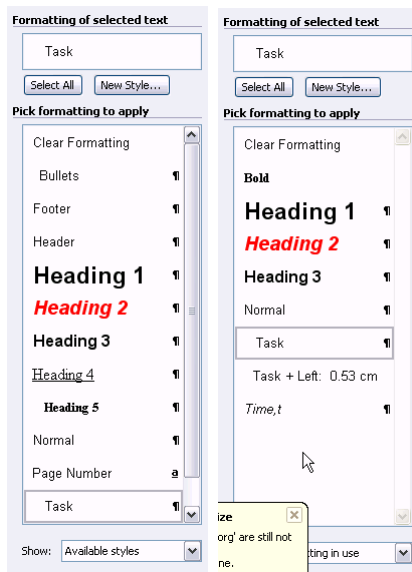 Formatting of selected text
Task
Select All New Style...
Pick formatting to apply
Clear Formatting
Bullets ¶
Footer ¶
Header ¶
Heading 1 ¶
Heading 2 ¶
Heading 3 ¶
Heading 4 ¶
Heading 5 ¶
Normal ¶
Page Number a
Task ¶
Show: Available styles
Formatting of selected text
Task
Select All New Style...
Pick formatting to apply
Clear Formatting
Bold
Heading 1 ¶
Heading 2 ¶
Heading 3 ¶
Normal ¶
Task ¶
Task + Left: 0.53 cm
Time,t ¶
ize
org' are still not
ne.
tting in use